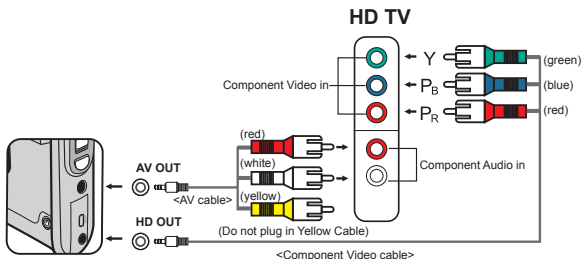 HD TV
Component Video in
Y
(green)
PB
(blue)
PR
(red)
(red)
(white)
(yellow)
Component Audio in
AV OUT
<AV cable>
HD OUT
(Do not plug in Yellow Cable)
<Component Video cable>